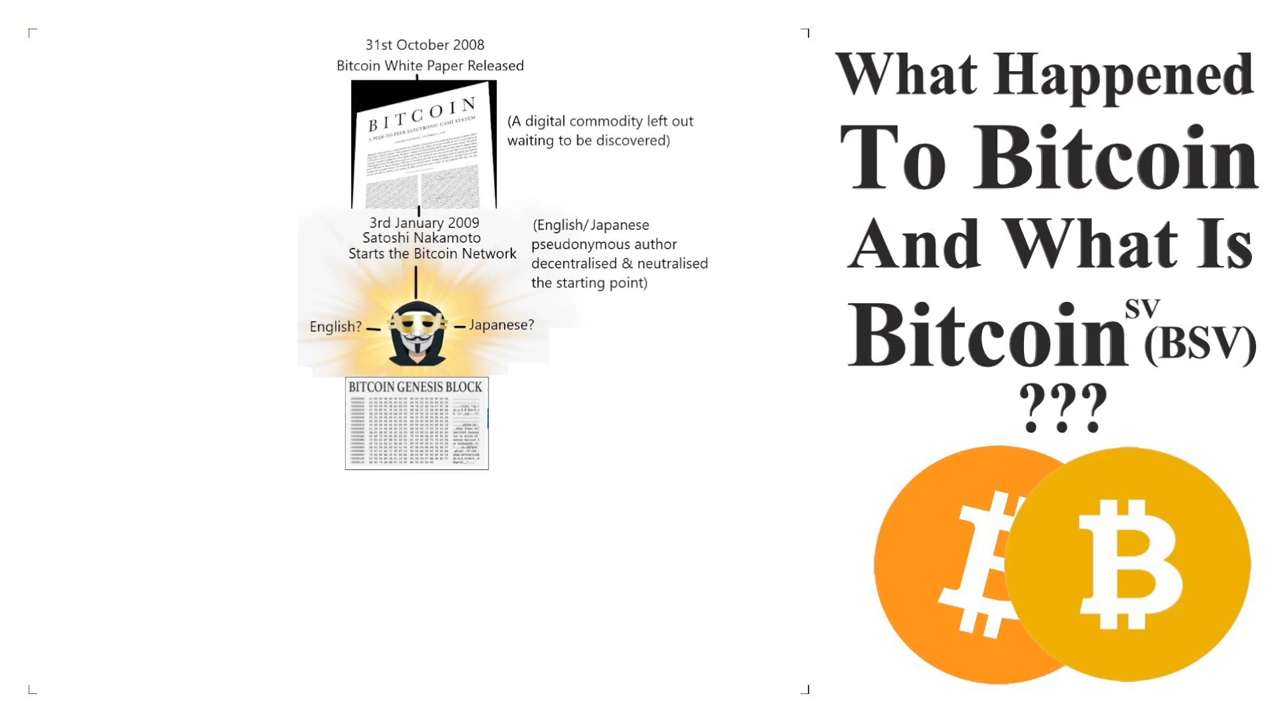 31st October 2008
Bitcoin White Paper Released
BITCOIN
A PEER-TO-PEER ELECTRONIC CASH SYSTEM
(A digital commodity left out
waiting to be discovered)
3rd January 2009
Satoshi Nakamoto
Starts the Bitcoin Network
(English/Japanese
pseudonymous author
decentralised & neutralised
the starting point)
English?
Japanese?
BITCOIN GENESIS BLOCK
What Happened
To Bitcoin
And What Is
Bitcoin SV (BSV)
???